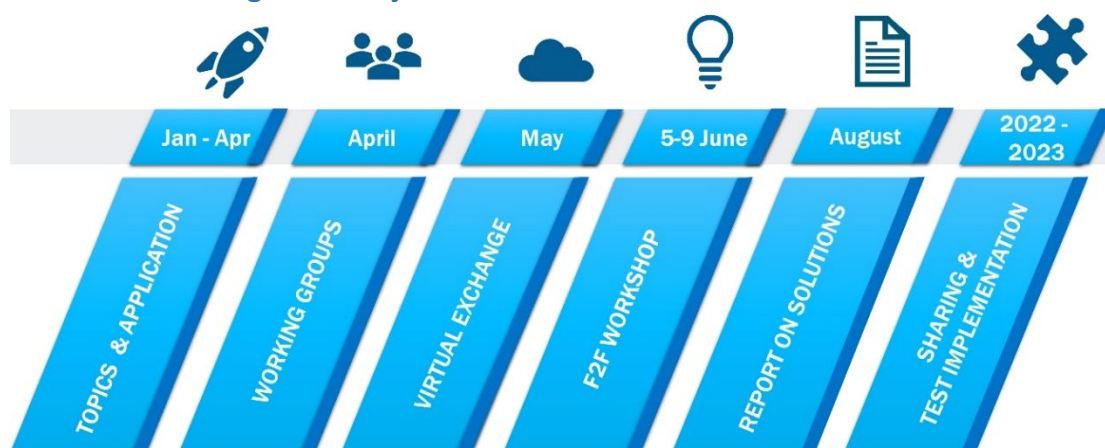 Jan - Apr
April
May
5-9 June
August
2022 -
2023
TOPICS & APPLICATION
WORKING GROUPS
VIRTUAL EXCHANGE
F2F WORKSHOP
REPORT ON SOLUTIONS
SHARING &
TEST IMPLEMENTATION